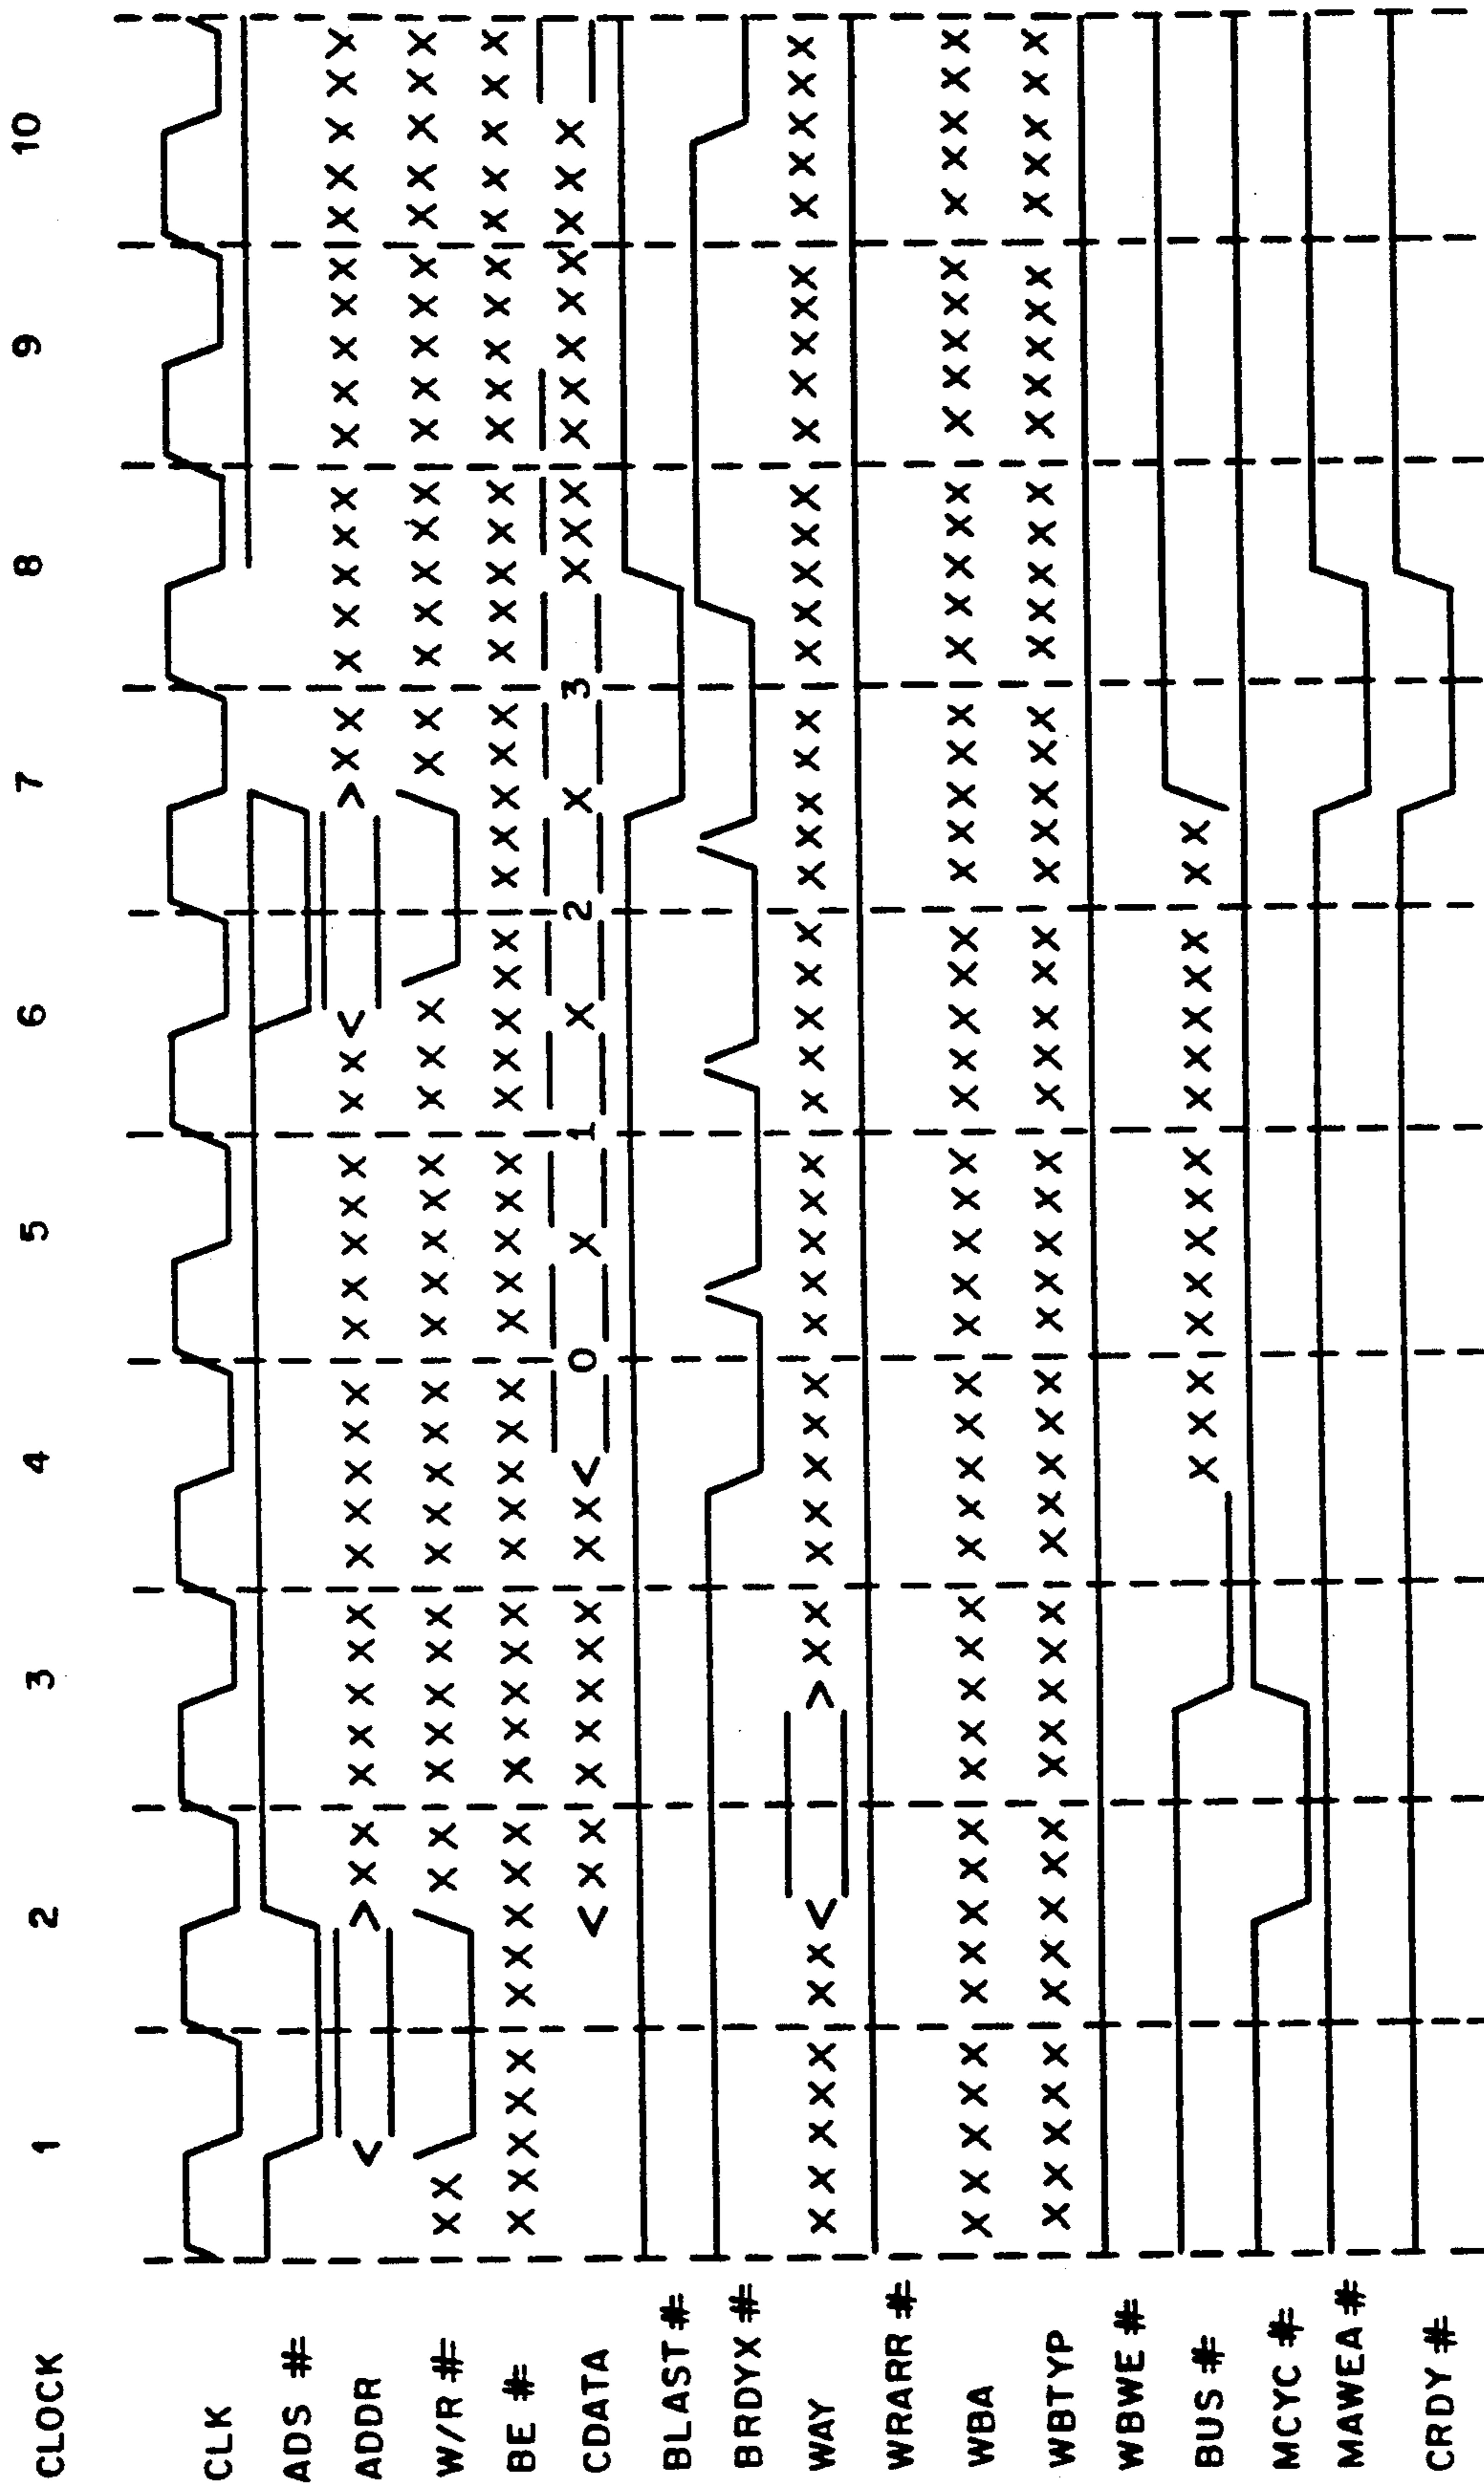 CLOCK 1 2 3 4 5 6 7 8 9 10
CLK
ADS #
ADDR
W/R #
BE #
CDATA 0 1 2 3
BLAST #
BRDYX #
WAY
WRARR #
WBA
WBTYP
WBWE #
BUS #
MCYC #
MAWEA #
CRDY #